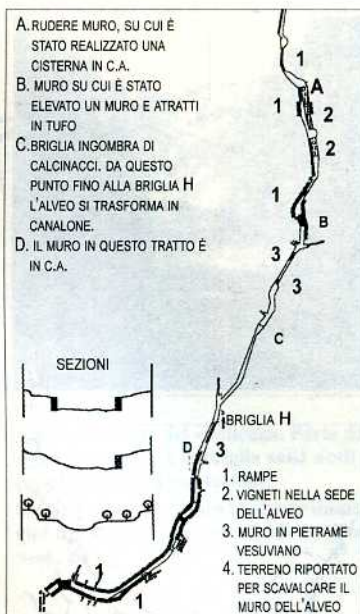 A. RUDERE MURO, SU CUI È
STATO REALIZZATO UNA
CISTERNA IN C.A.
B. MURO SU CUI È STATO
ELEVATO UN MURO E ATRATTI
IN TUFO
C. BRIGLIA INGOMBRA DI
CALCINACCI. DA QUESTO
PUNTO FINO ALLA BRIGLIA H
L'ALVEO SI TRASFORMA IN
CANALONE.
D. IL MURO IN QUESTO TRATTO È
IN C.A.
1
A
1
2
2
1
B
3
3
C
SEZIONI
BRIGLIA H
D
3
1. RAMPE
2. VIGNETI NELLA SEDE
DELL'ALVEO
3. MURO IN PIETRAME
VESUVIANO
4. TERRENO RIPORTATO
PER SCAVALCARE IL
MURO DELL'ALVEO
1
1